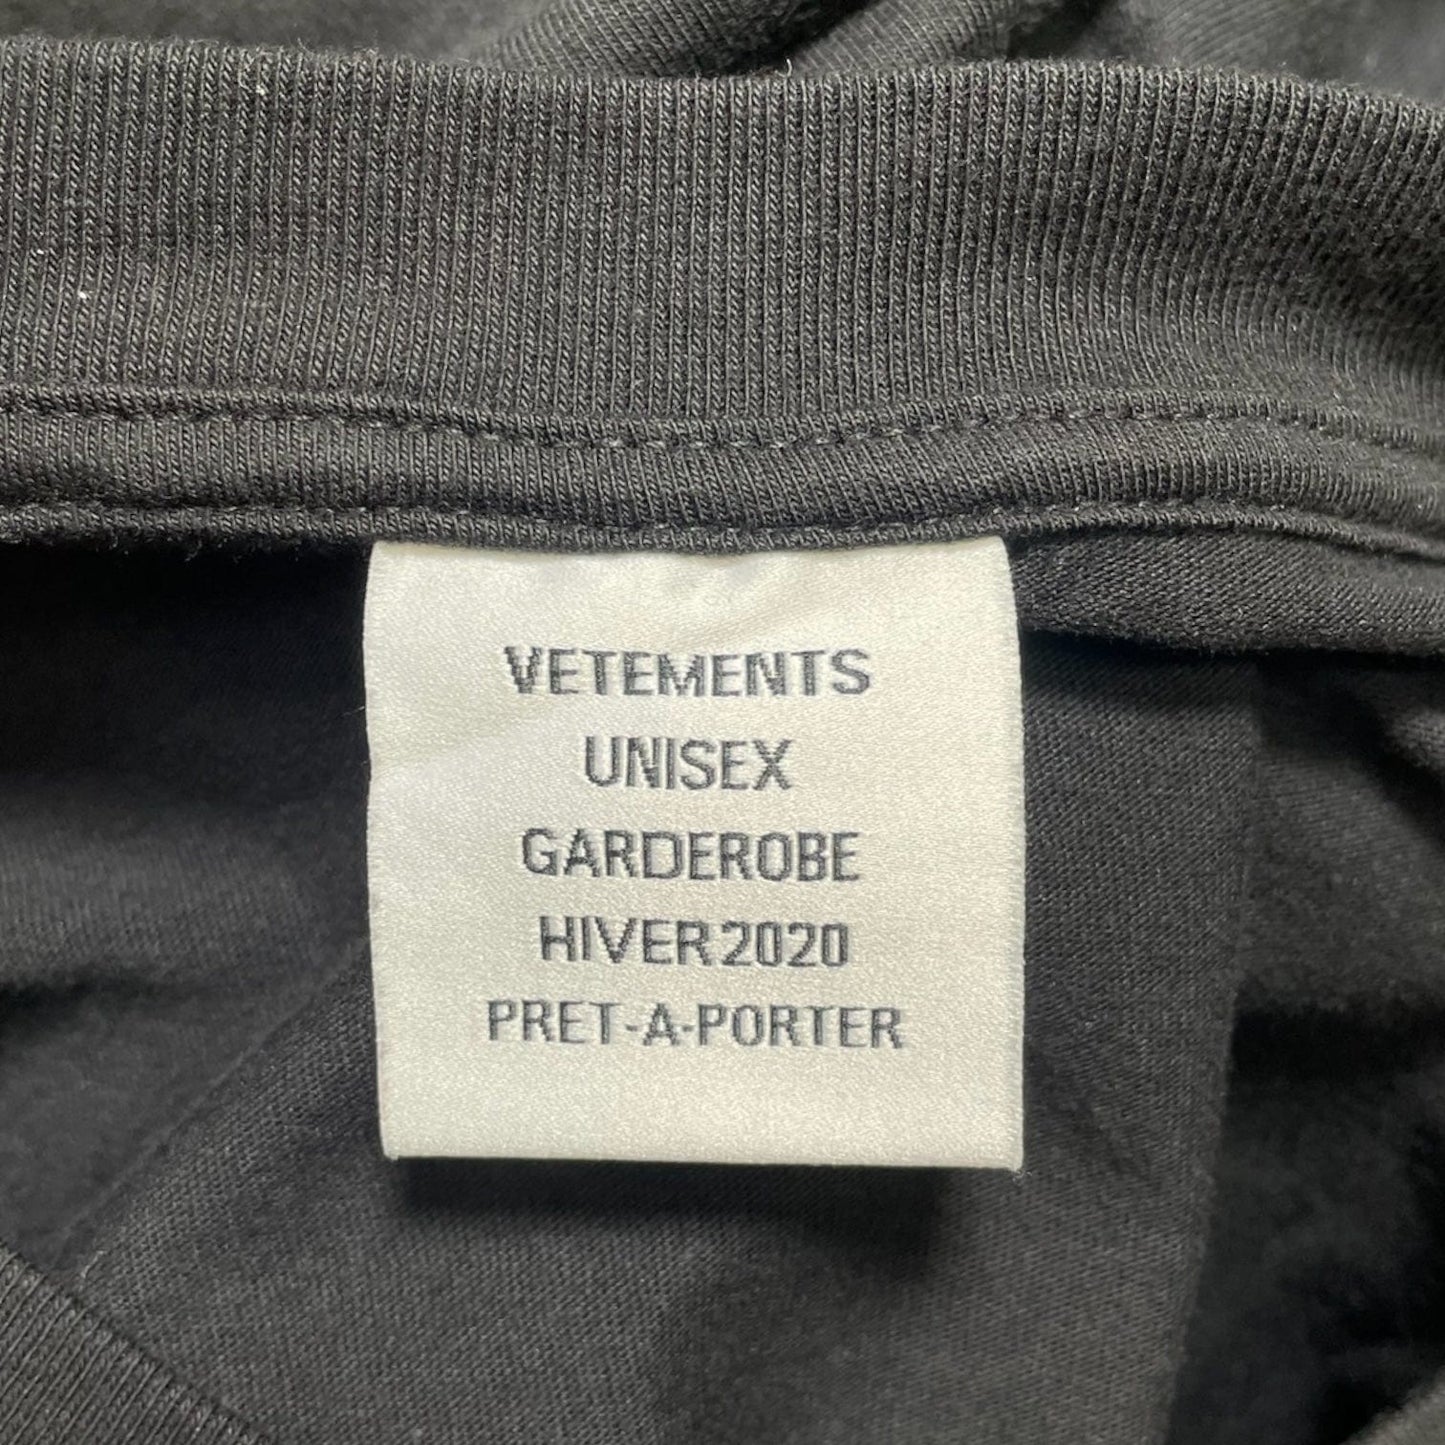 VETEMENTS
UNISEX
GARDEROBE
HIVER 2020
PRET-A-PORTER